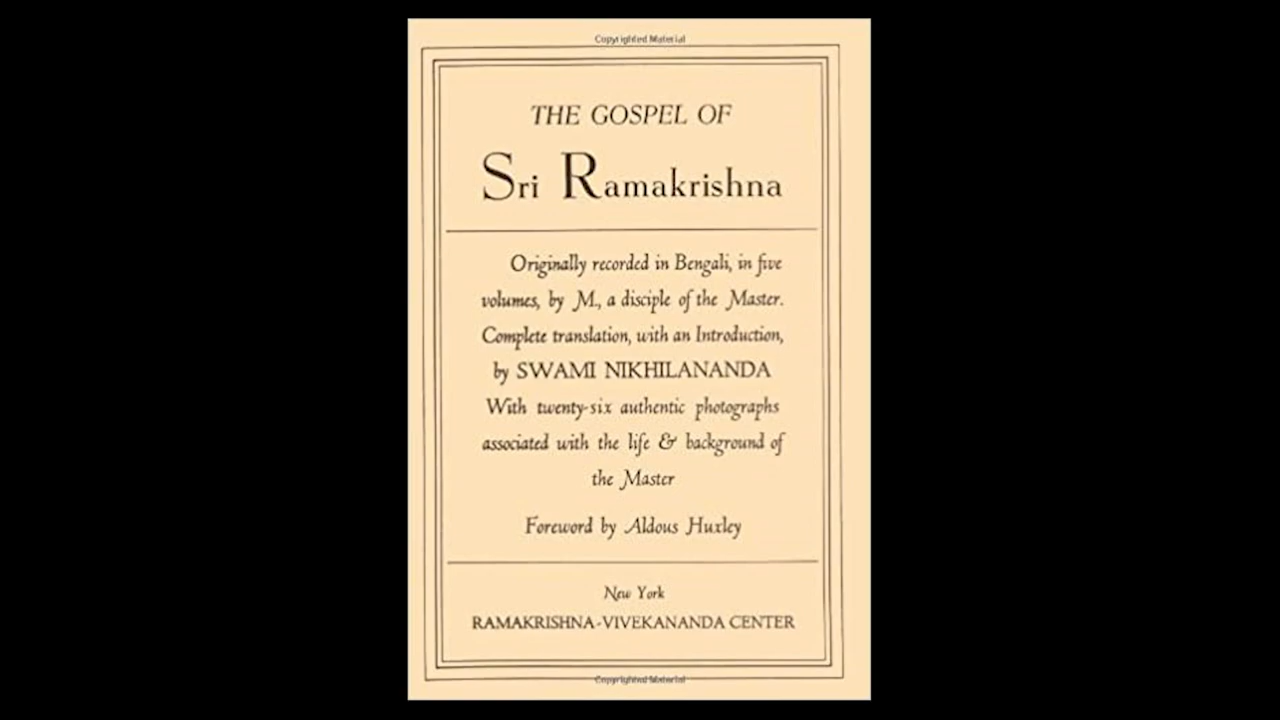 Copyrighted Material
THE GOSPEL OF
Sri Ramakrishna
Originally recorded in Bengali, in five
volumes, by M., a disciple of the Master.
Complete translation, with an Introduction,
by SWAMI NIKHILANANDA
With twenty-six authentic photographs
associated with the life & background of
the Master
Foreword by Aldous Huxley
New York
RAMAKRISHNA-VIVEKANANDA CENTER
Copyrighted Material